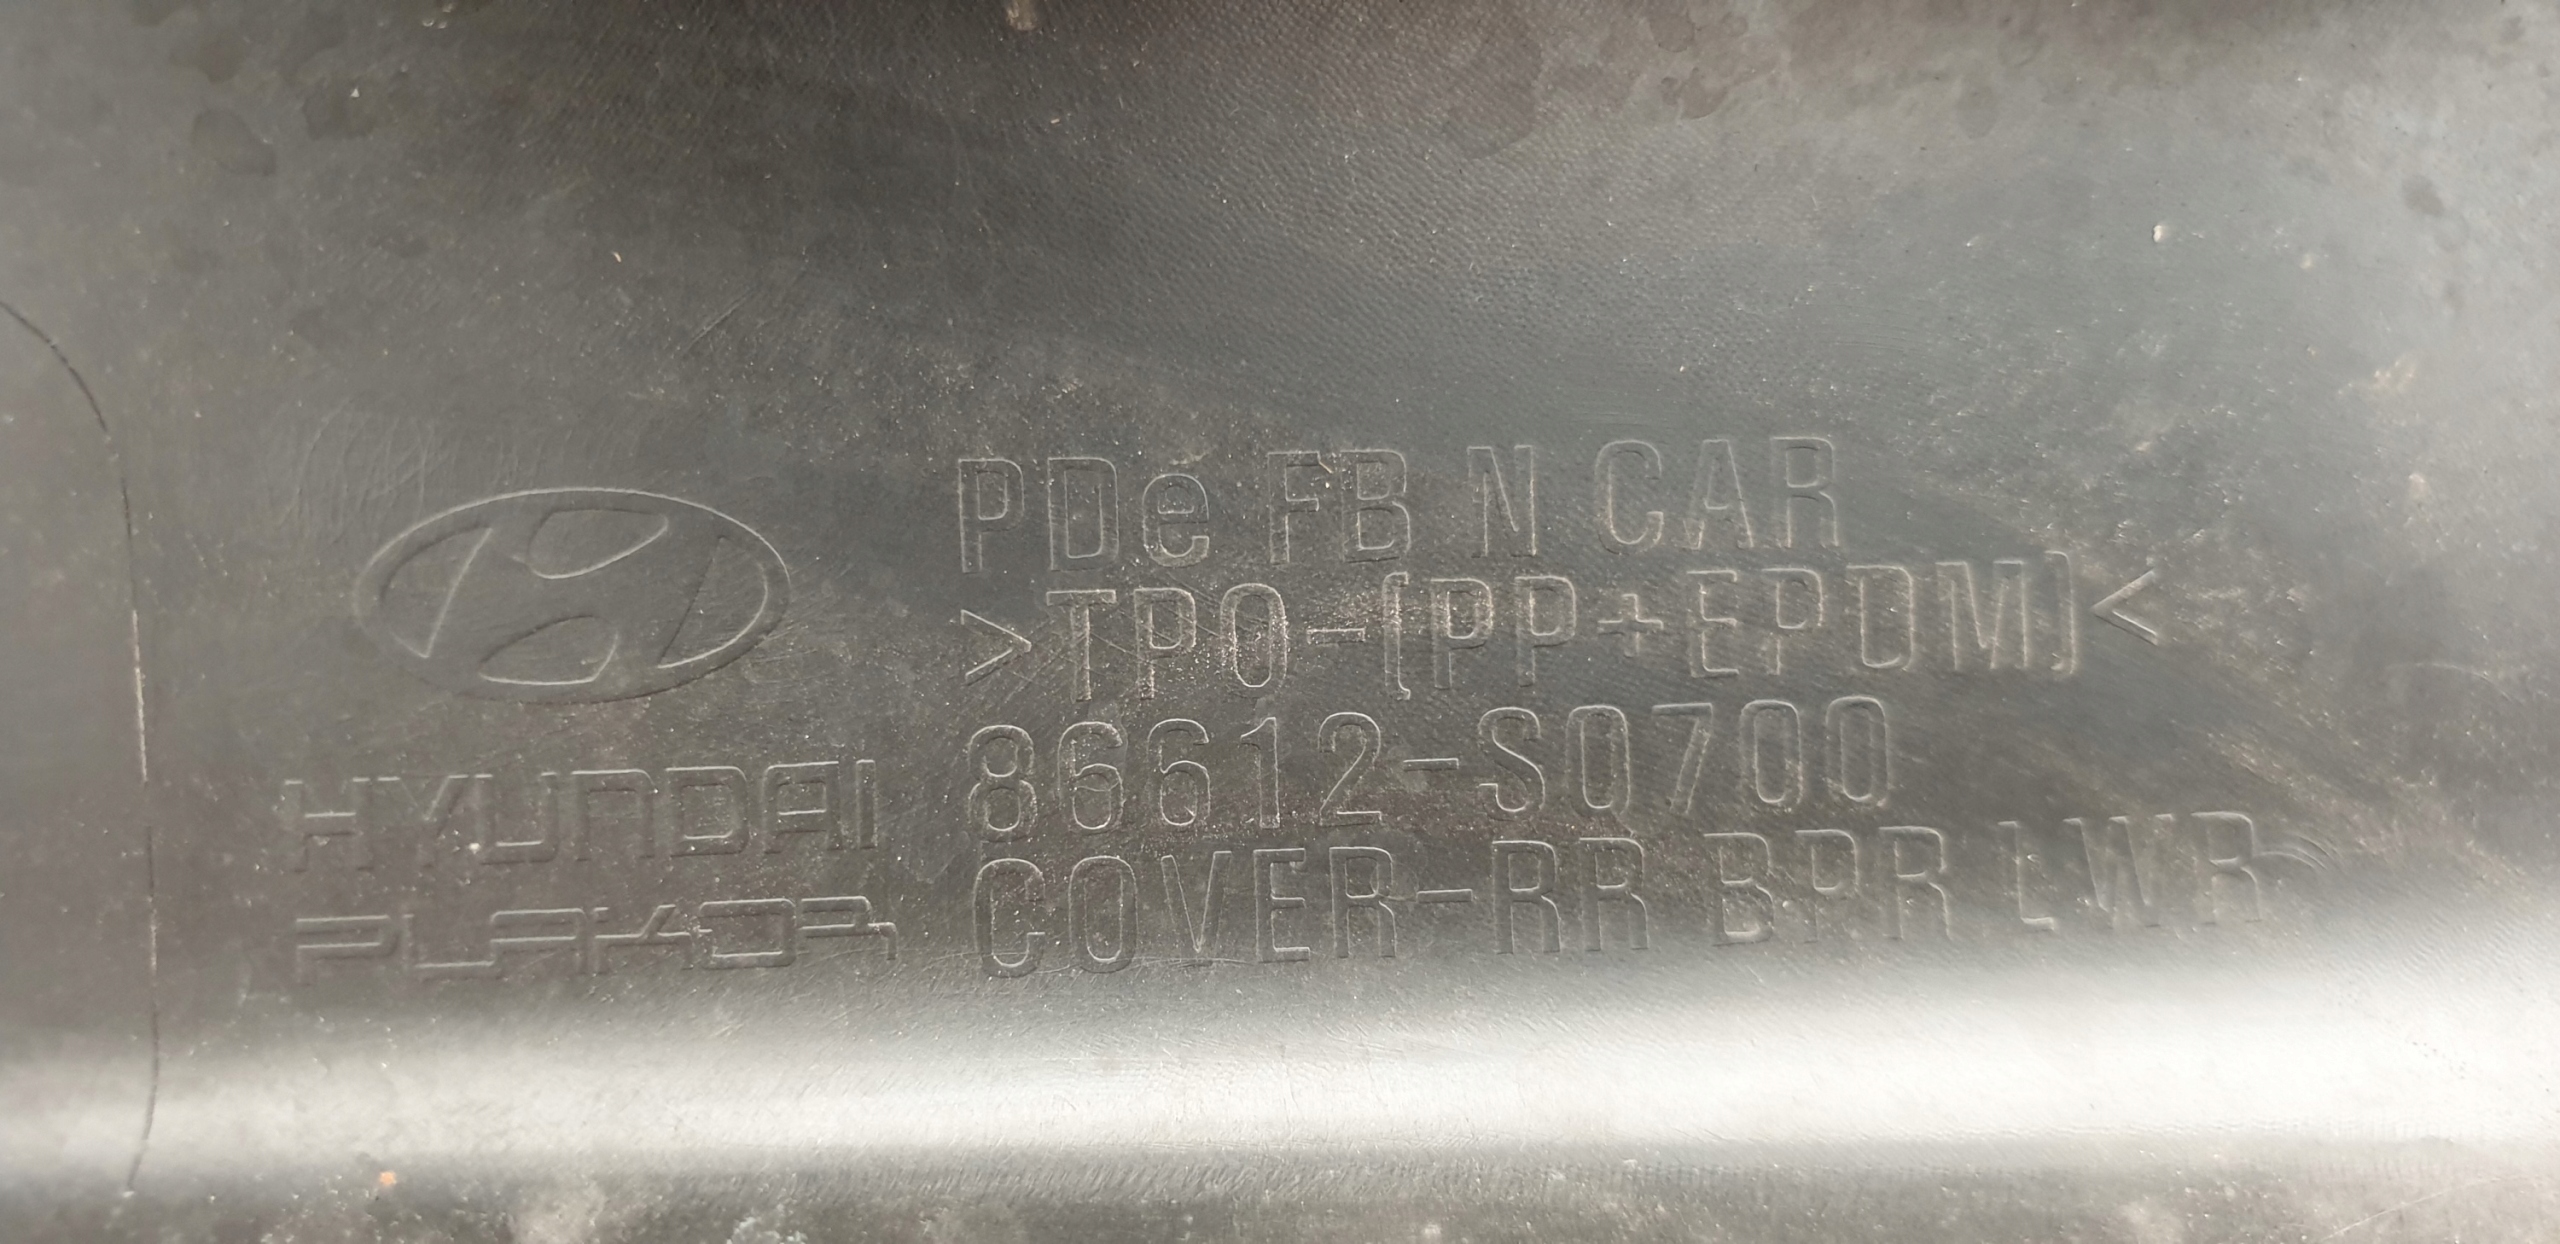 PDe FB N CAR
>TPO-(PP+EPDM)<
86612-S0700
COVER-RR BPR LWR
HYUNDAI
PLAKOR